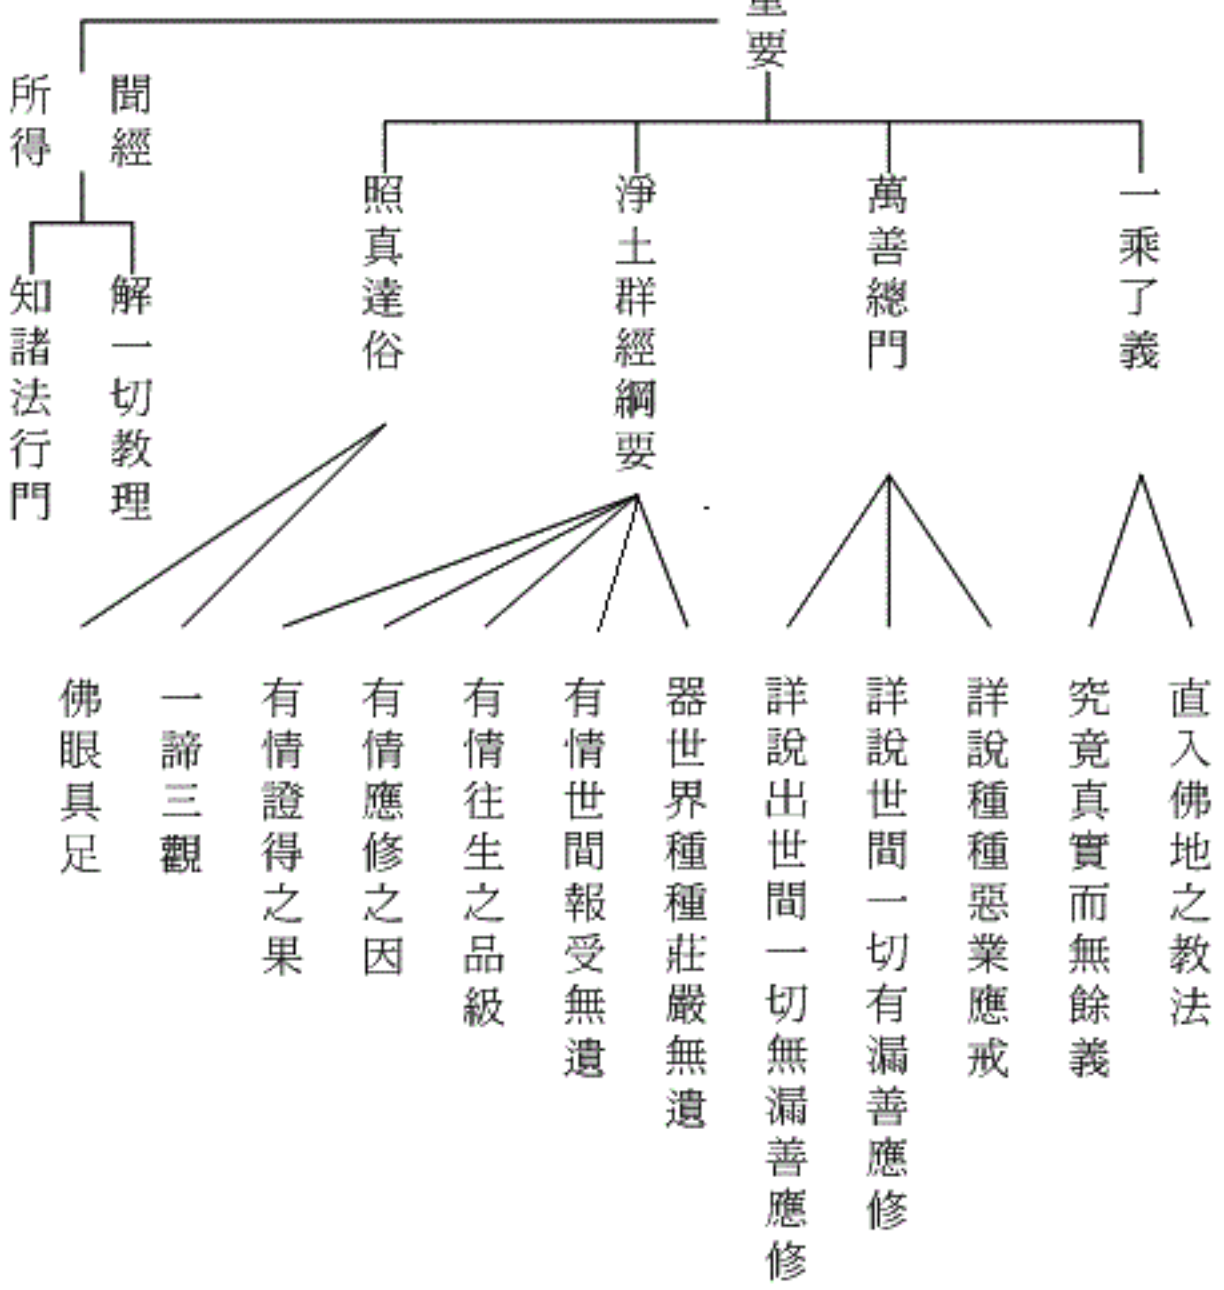 要
一乘了義
萬善總門
淨土群經綱要
照真達俗
聞經
所得
解一切教理
知諸法行門
直入佛地之教法
究竟真實而無餘義
詳說種種惡業應戒
詳說世間一切有漏善應修
詳說出世間一切無漏善應修
器世界種種莊嚴無遺
有情世間報受無遺
有情往生之品級
有情應修之因
有情證得之果
一諦三觀
佛眼具足